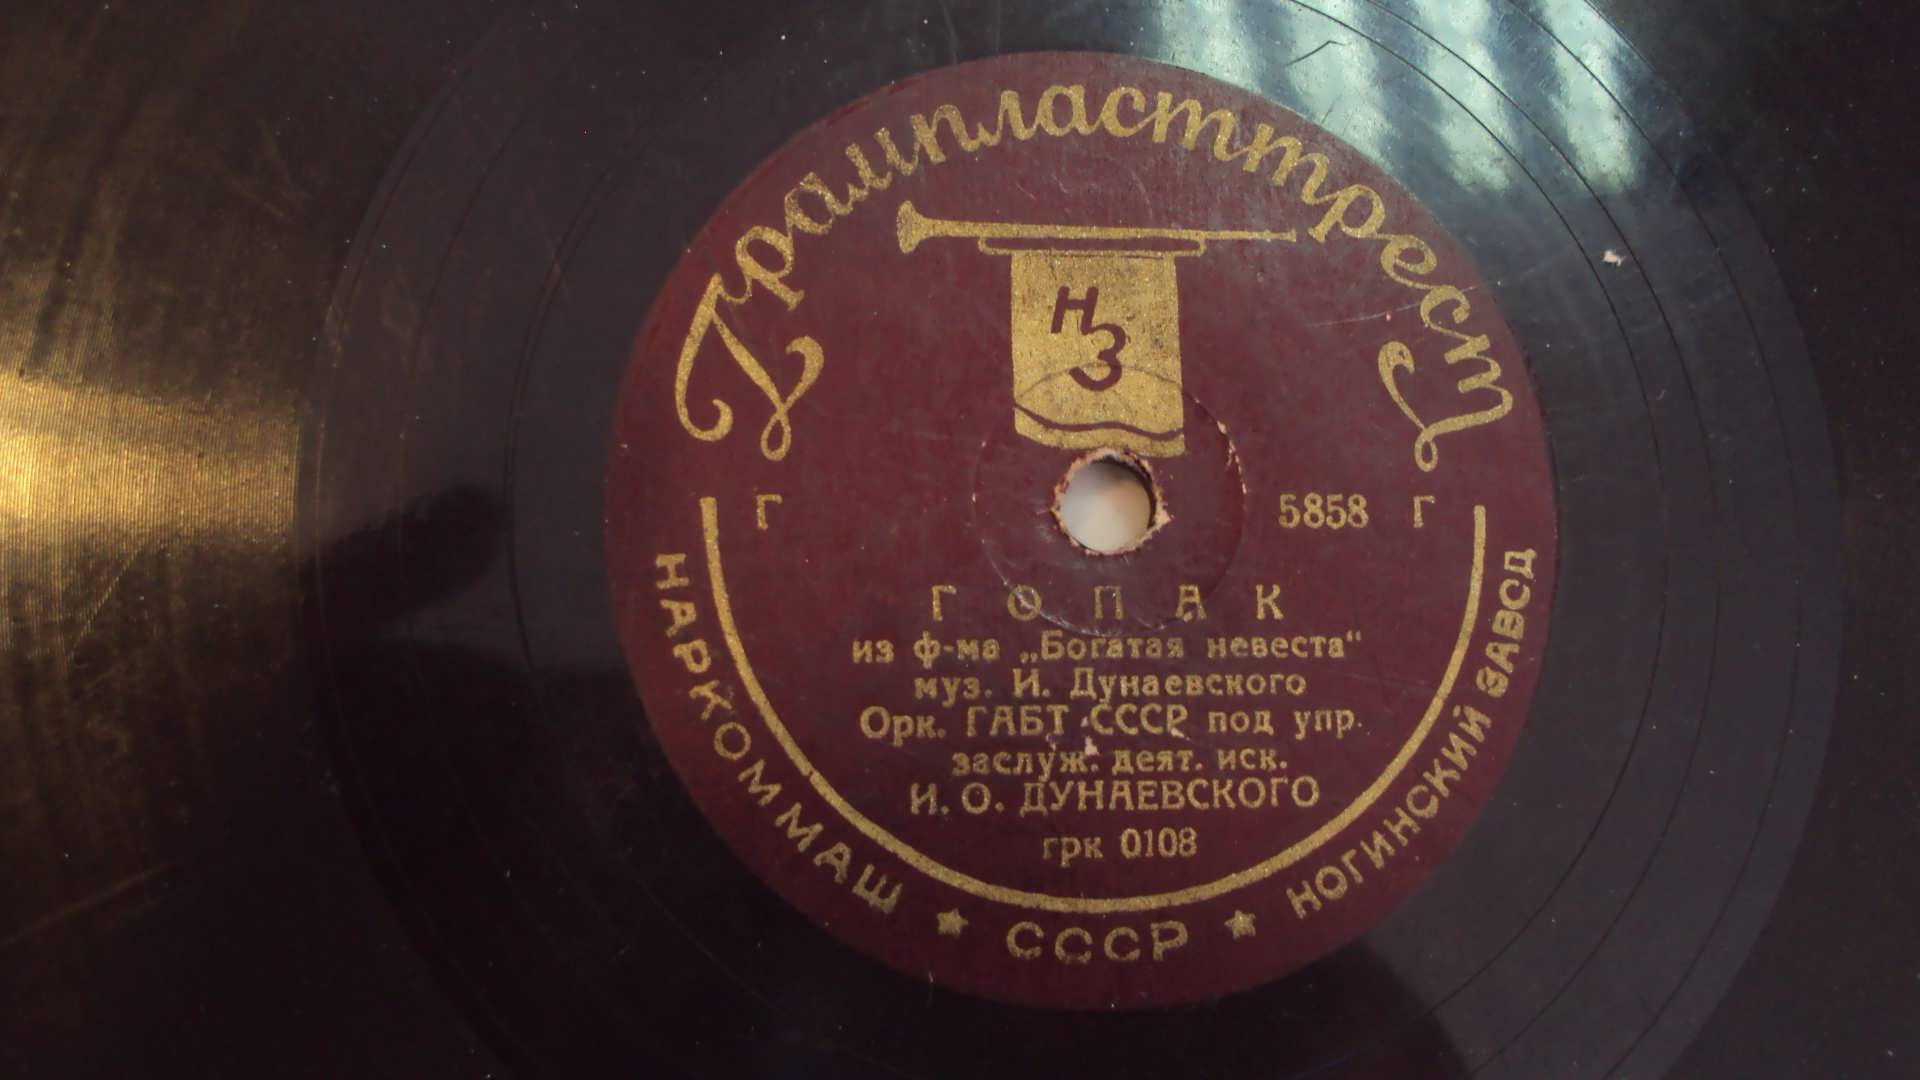 Грампласттрест
НЗ
Г
5858 Г
ГОПАК
из ф-ма „Богатая невеста“
муз. И. Дунаевского
Орк. ГАБТ СССР под упр.
заслуж. деят. иск.
И. О. ДУНАЕВСКОГО
грк 0108
НАРКОММАШ ★ СССР ★ НОГИНСКИЙ ЗАВОД